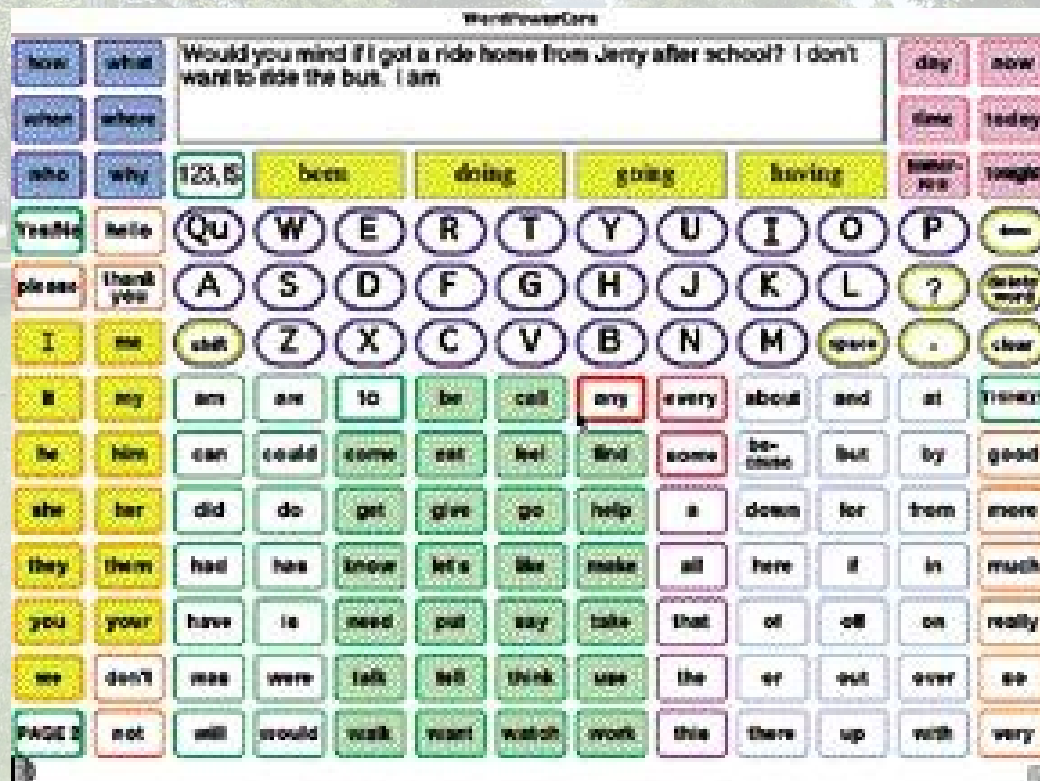 WordPowerCore
how what Would you mind if I got a ride home from Jerry after school? I don't day now
want to ride the bus. I am
when where time today
who why 123,15 been doing going having tomor-row tonight
Yes/No hello Qu W E R T Y U I O P
please thank you A S D F G H J K L ? delete word
I me shift Z X C V B N M space . clear
it my am are to be call any every about and at
he him can could come eat feel find some be-cause but by good
she her did do get give go help a down for from more
they them had has know let's like make all here if in much
you your have is need put say take that of off on really
we don't was were talk tell think use the or out over so
PAGE 2 not will would walk want watch work this there up with very